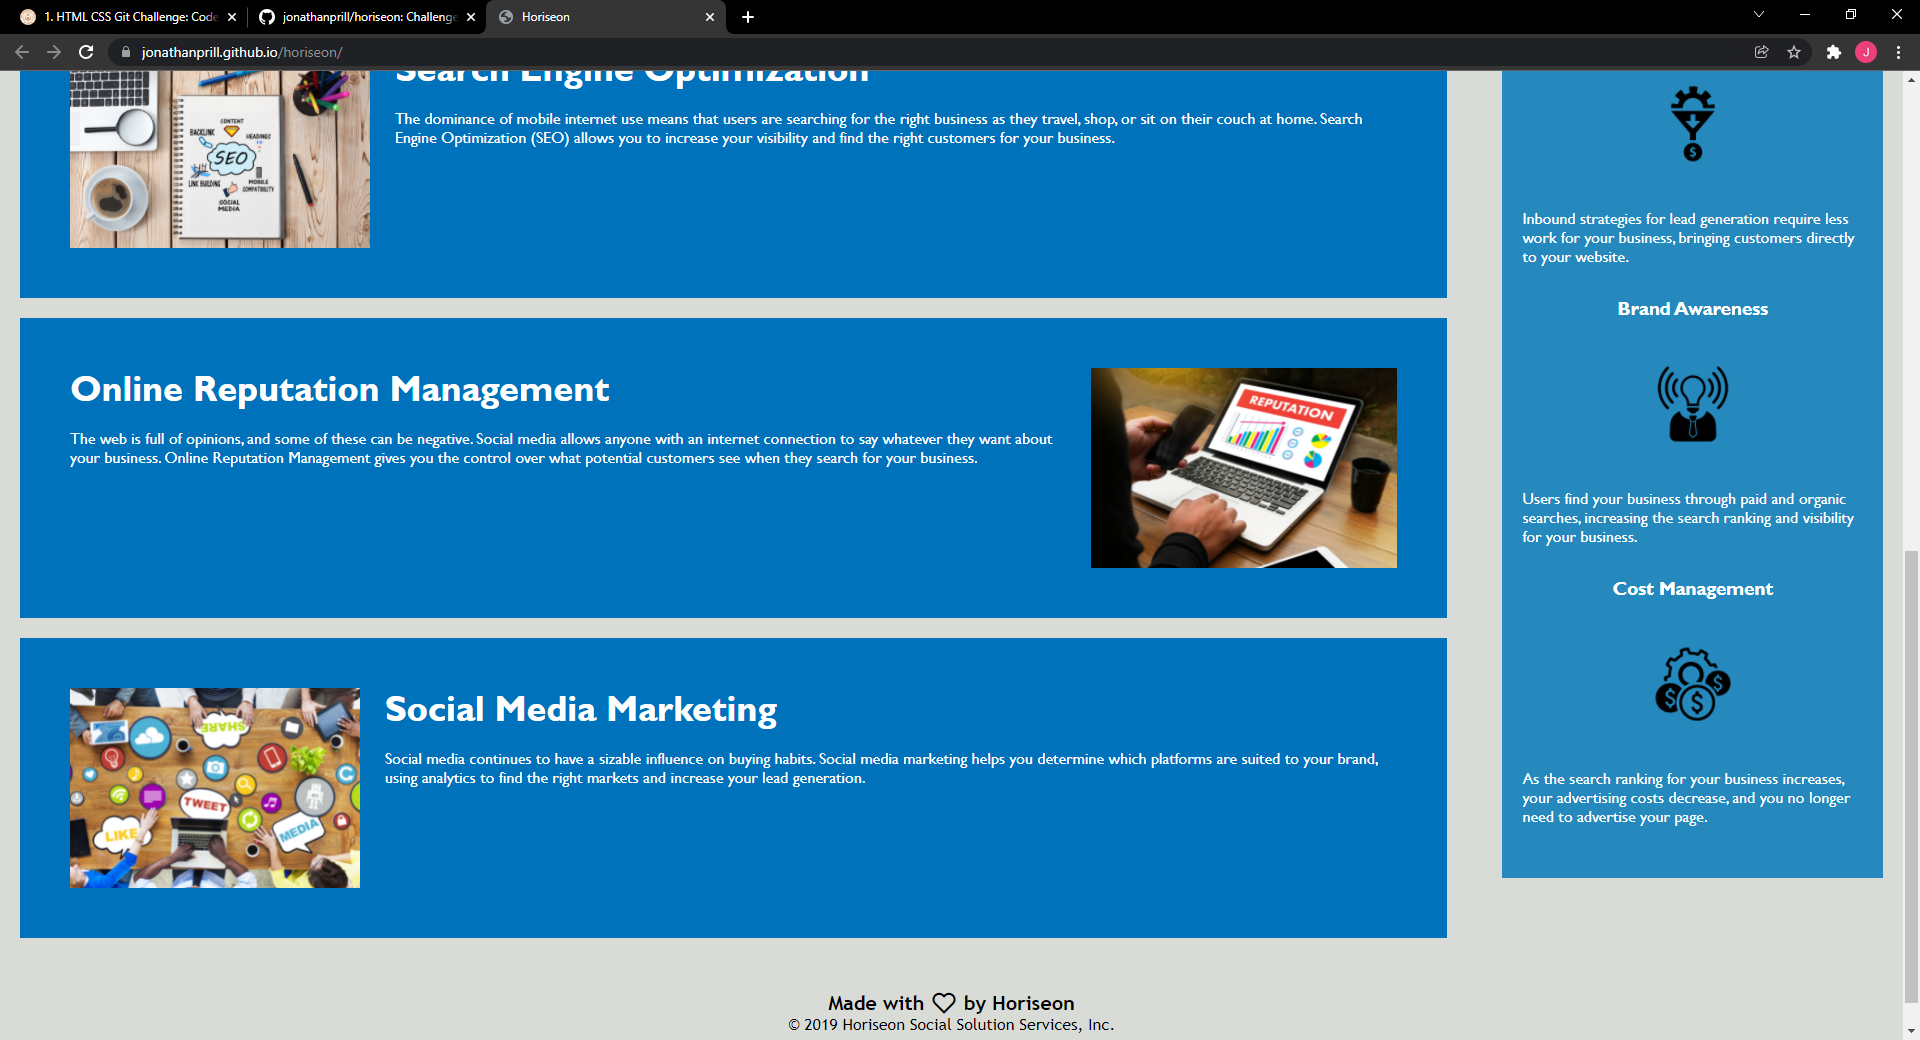 1. HTML CSS Git Challenge: Code
jonathanprill/horiseon: Challenge
Horiseon
jonathanprill.github.io/horiseon/
J
Search Engine Optimization
The dominance of mobile internet use means that users are searching for the right business as they travel, shop, or sit on their couch at home. Search
Engine Optimization (SEO) allows you to increase your visibility and find the right customers for your business.
CONTENT
BACKLINK
HEADINGS
SEO
LINK BUILDING
MOBILE
COMPATIBILITY
SOCIAL
MEDIA
Online Reputation Management
The web is full of opinions, and some of these can be negative. Social media allows anyone with an internet connection to say whatever they want about
your business. Online Reputation Management gives you the control over what potential customers see when they search for your business.
REPUTATION
Social Media Marketing
Social media continues to have a sizable influence on buying habits. Social media marketing helps you determine which platforms are suited to your brand,
using analytics to find the right markets and increase your lead generation.
SHARE
TWEET
LIKE
MEDIA
$
Inbound strategies for lead generation require less
work for your business, bringing customers directly
to your website.
Brand Awareness
Users find your business through paid and organic
searches, increasing the search ranking and visibility
for your business.
Cost Management
$ $ $
As the search ranking for your business increases,
your advertising costs decrease, and you no longer
need to advertise your page.
Made with by Horiseon
© 2019 Horiseon Social Solution Services, Inc.